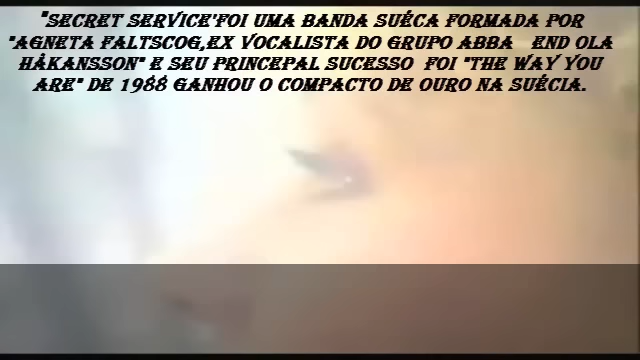 "SECRET SERVICE'FOI UMA BANDA SUÉCA FORMADA POR
"AGNETA FALTSCOG,EX VOCALISTA DO GRUPO ABBA END OLA
HÅKANSSON" E SEU PRINCEPAL SUCESSO FOI "THE WAY YOU
ARE" DE 1988 GANHOU O COMPACTO DE OURO NA SUÉCIA.